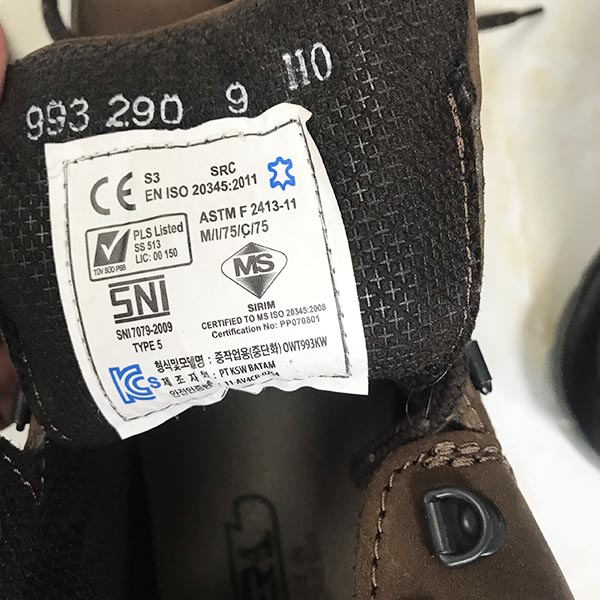 993 290 9 110
S3 SRC
CE EN ISO 20345:2011
PLS Listed
SS 513
LIC: 00 150
TÜV SÜD PSB
ASTM F 2413-11
M/I/75/C/75
MS
SIRIM
SNI
SNI 7079-2009
TYPE 5
CERTIFIED TO MS ISO 20345:2008
Certification No: PP070801
형식및모델명 : 중작업용(중단화) OWT993KW
KCs 제 조 자 명 : PT KSW BATAM